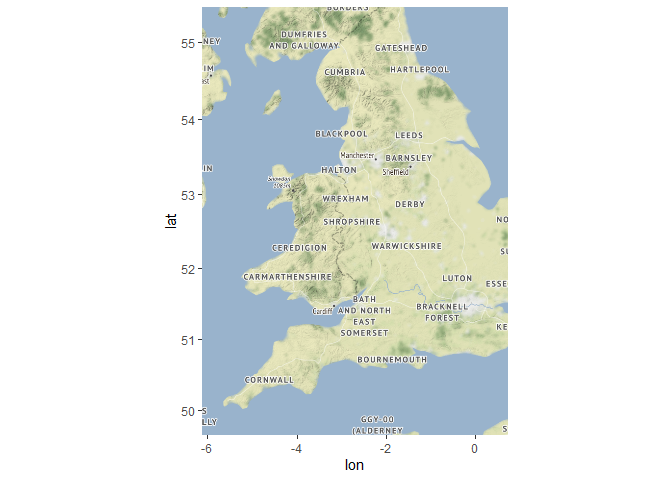 BORDERS
DUMFRIES
AND GALLOWAY
NEY
GATESHEAD
IM
CUMBRIA
HARTLEPOOL
ast
BLACKPOOL
LEEDS
Manchester
BARNSLEY
IN
HALTON
Sheffield
Snowdon
1085m
WREXHAM
DERBY
NO
SHROPSHIRE
CEREDIGION
WARWICKSHIRE
CARMARTHENSHIRE
LUTON
ESSE
BATH
AND NORTH
EAST
SOMERSET
Cardiff
BRACKNELL
FOREST
KE
BOURNEMOUTH
CORNWALL
S
LLY
GGY-00
(ALDERNEY
S
55
54
53
52
51
50
lat
-6
-4
-2
0
lon